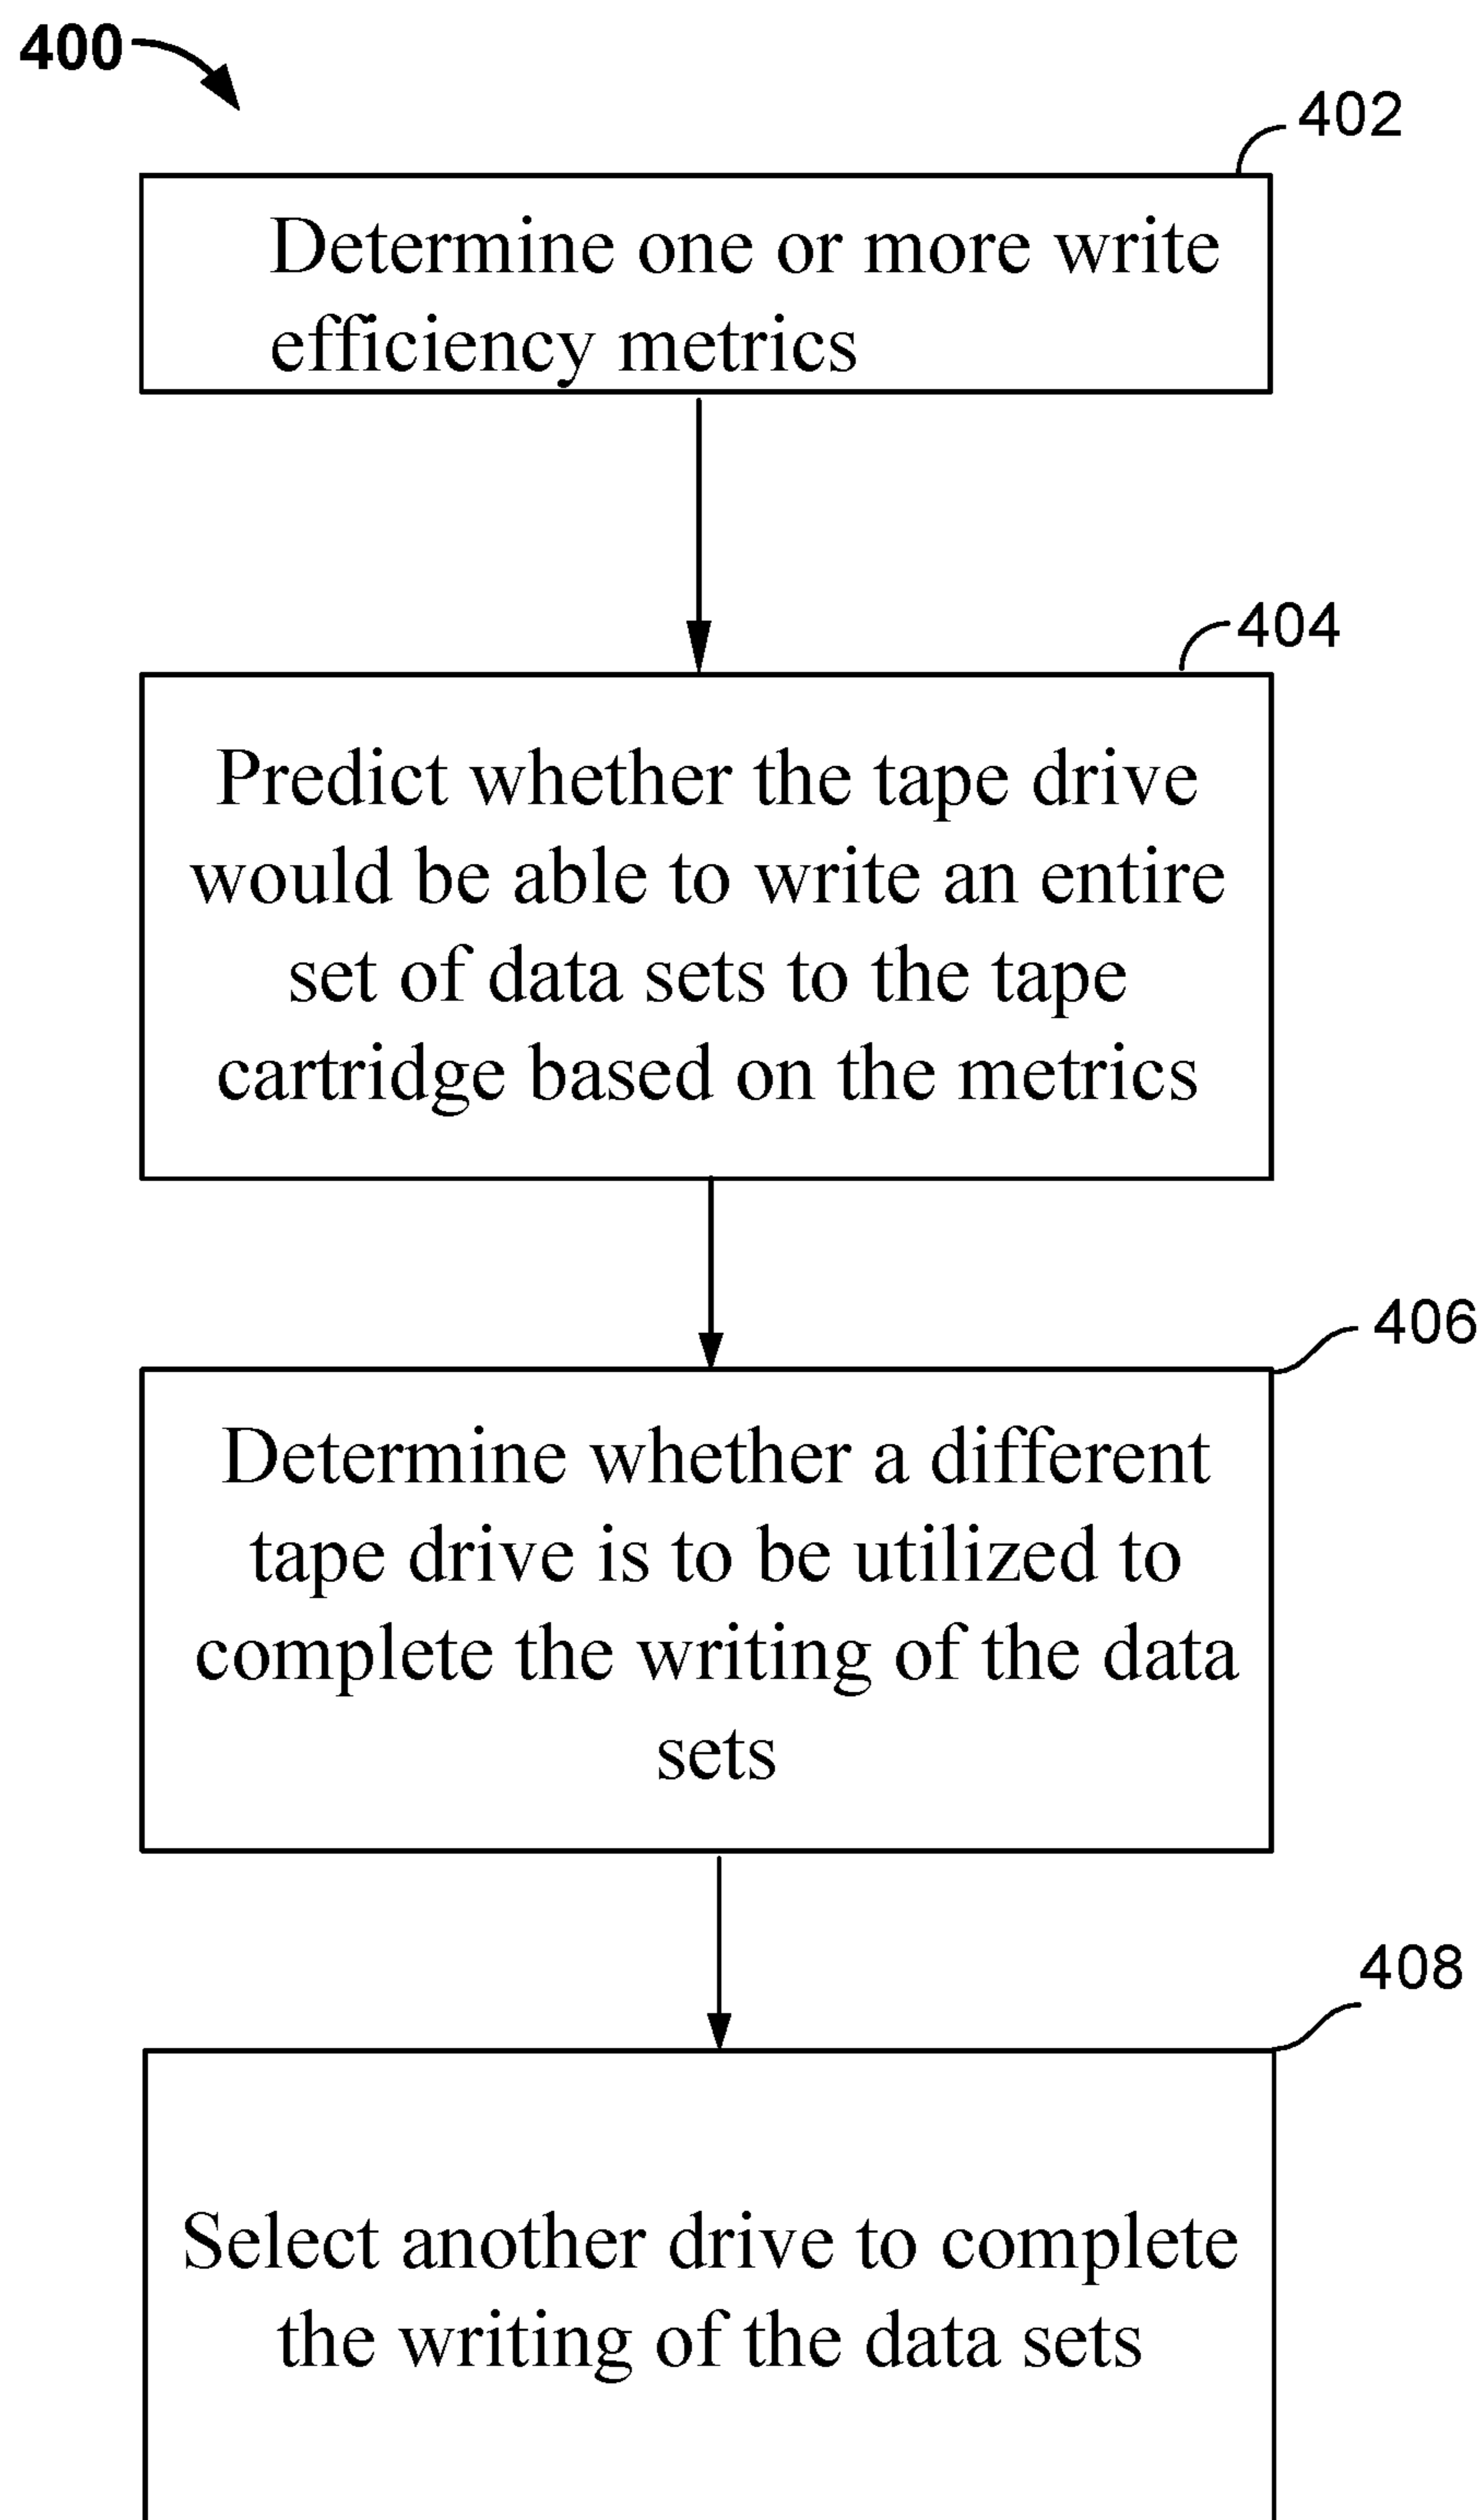 400
402
Determine one or more write
efficiency metrics
404
Predict whether the tape drive
would be able to write an entire
set of data sets to the tape
cartridge based on the metrics
406
Determine whether a different
tape drive is to be utilized to
complete the writing of the data
sets
408
Select another drive to complete
the writing of the data sets